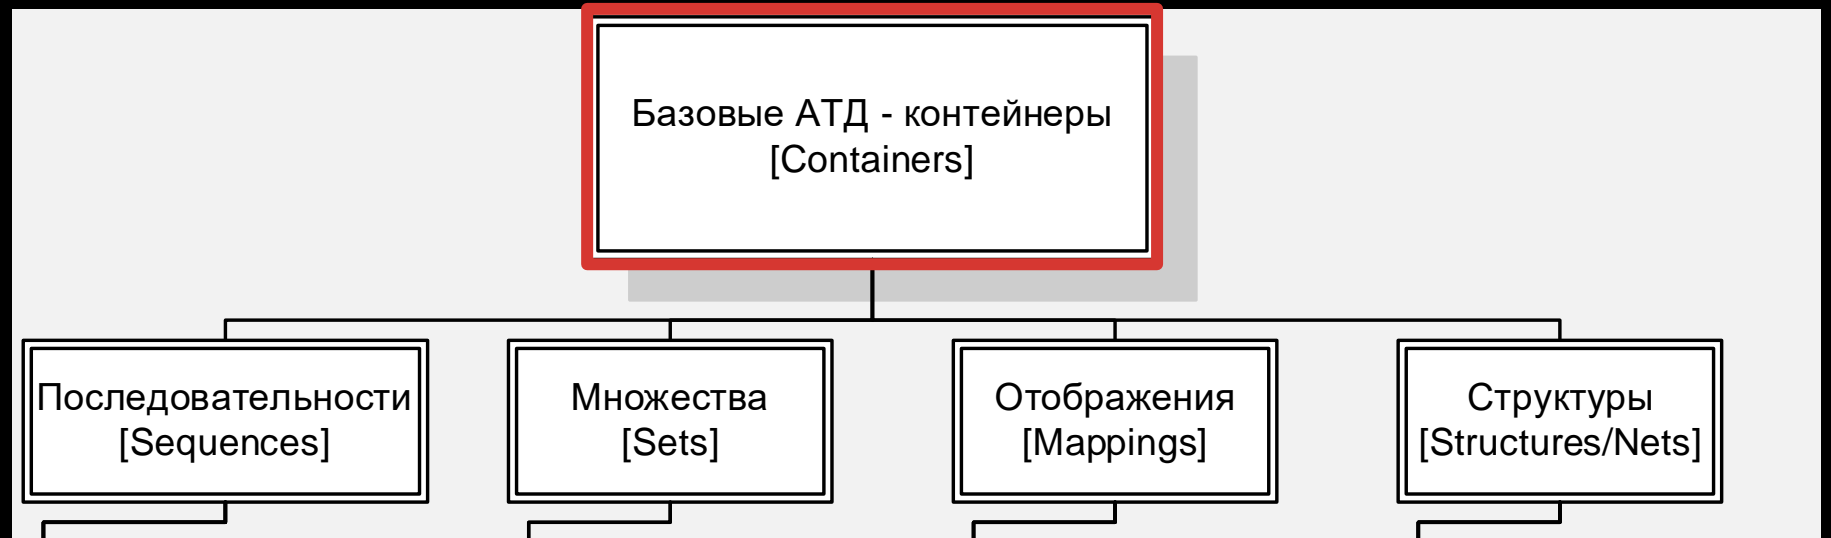 Базовые АТД - контейнеры
[Containers]
Последовательности
[Sequences]
Множества
[Sets]
Отображения
[Mappings]
Структуры
[Structures/Nets]